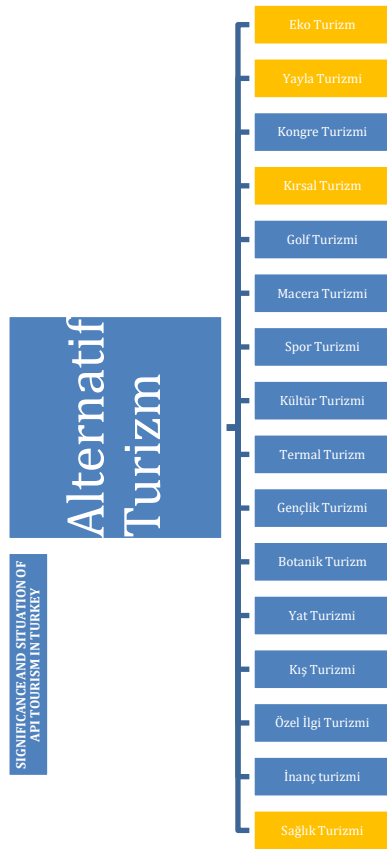 SIGNIFICANCE AND SITUATION OF
API TOURISM IN TURKEY
Alternatif
Turizm
Eko Turizm
Yayla Turizmi
Kongre Turizmi
Kırsal Turizm
Golf Turizmi
Macera Turizmi
Spor Turizmi
Kültür Turizmi
Termal Turizm
Gençlik Turizmi
Botanik Turizm
Yat Turizmi
Kış Turizmi
Özel İlgi Turizmi
İnanç turizmi
Sağlık Turizmi